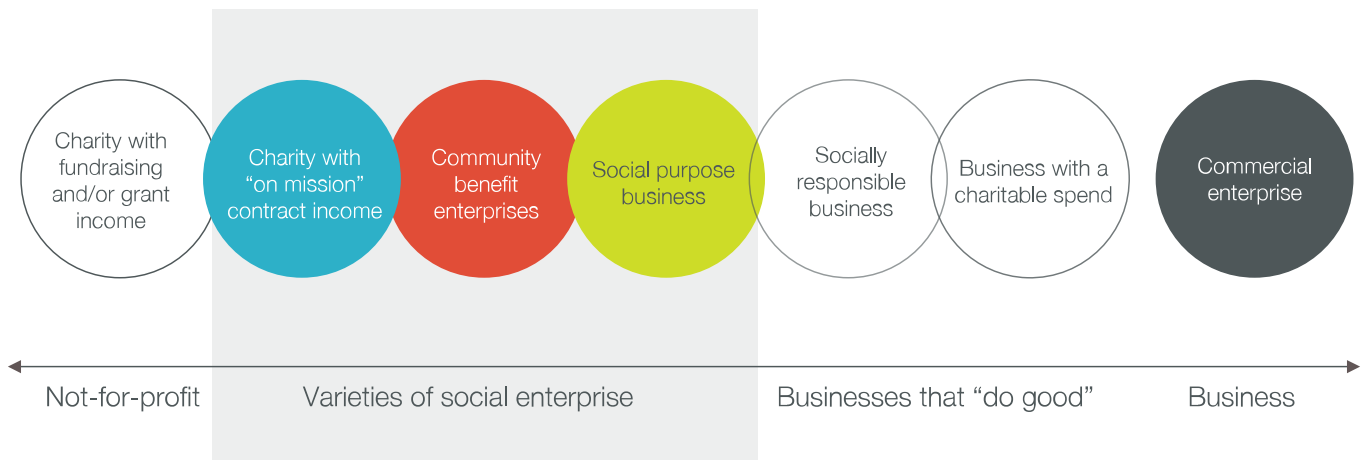 Charity with
fundraising
and/or grant
income
Charity with
“on mission”
contract income
Community
benefit
enterprises
Social purpose
business
Socially
responsible
business
Business with a
charitable spend
Commercial
enterprise
Not-for-profit
Varieties of social enterprise
Businesses that “do good”
Business